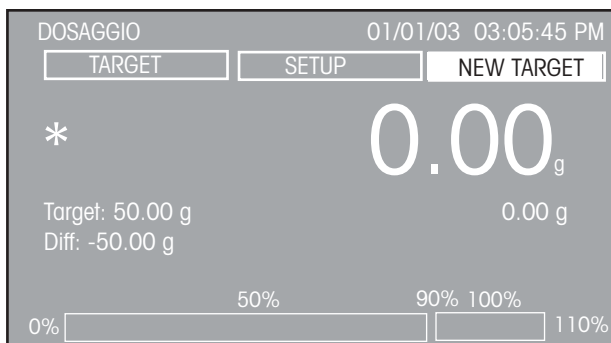 DOSAGGIO 01/01/03 03:05:45 PM
TARGET SETUP NEW TARGET
* 0.00 g
Target: 50.00 g 0.00 g
Diff: -50.00 g
50% 90% 100%
0% 110%